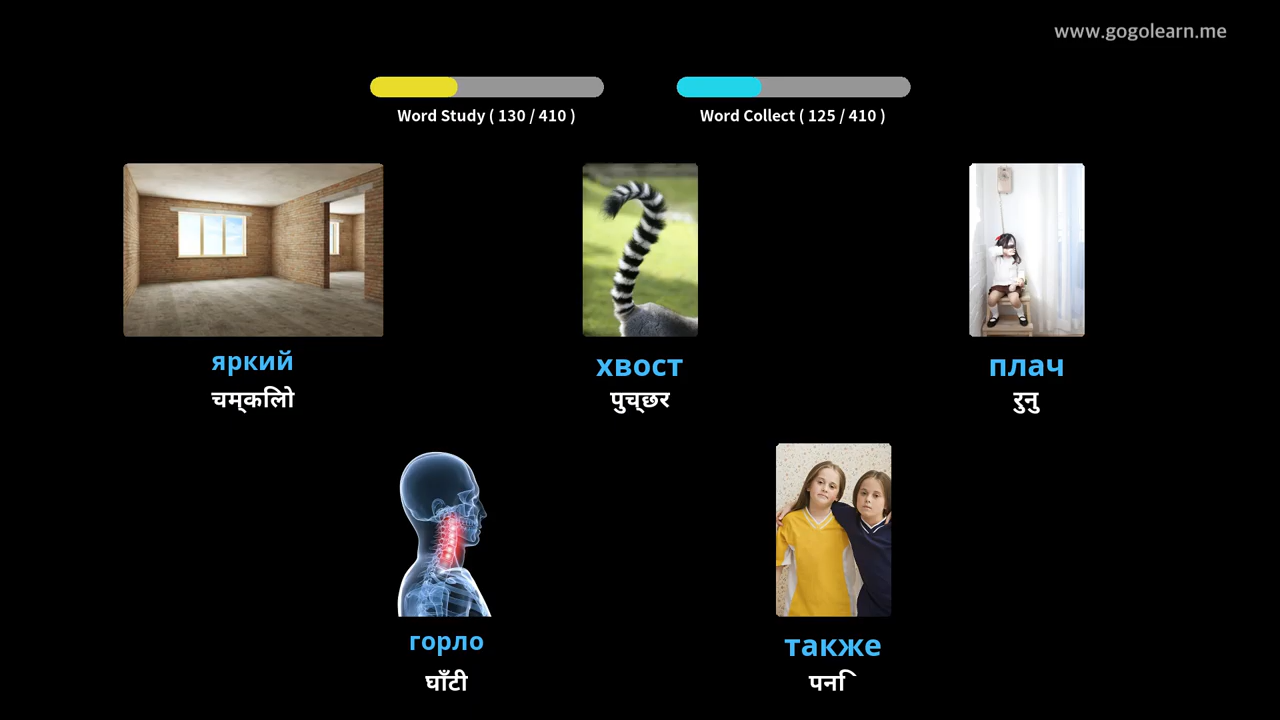 www.gogolearn.me
Word Study ( 130 / 410 )
Word Collect ( 125 / 410 )
яркий
चम्किलो
хвост
पुच्छर
плач
रुनु
горло
घाँटी
также
पनि